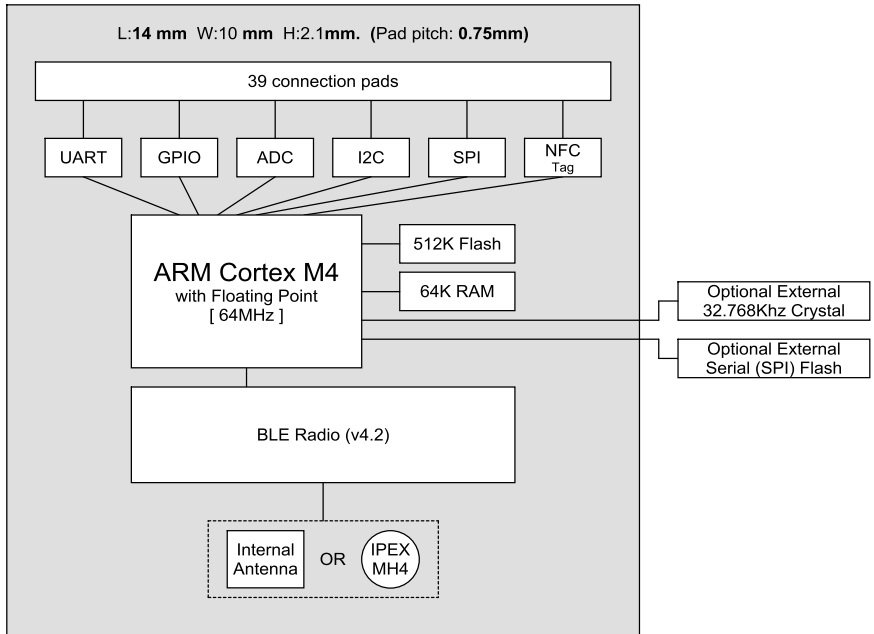 L:14 mm W:10 mm H:2.1mm. (Pad pitch: 0.75mm)
39 connection pads
UART
GPIO
ADC
I2C
SPI
NFC
Tag
ARM Cortex M4
with Floating Point
[ 64MHz ]
512K Flash
64K RAM
Optional External
32.768Khz Crystal
Optional External
Serial (SPI) Flash
BLE Radio (v4.2)
Internal
Antenna
OR
IPEX
MH4